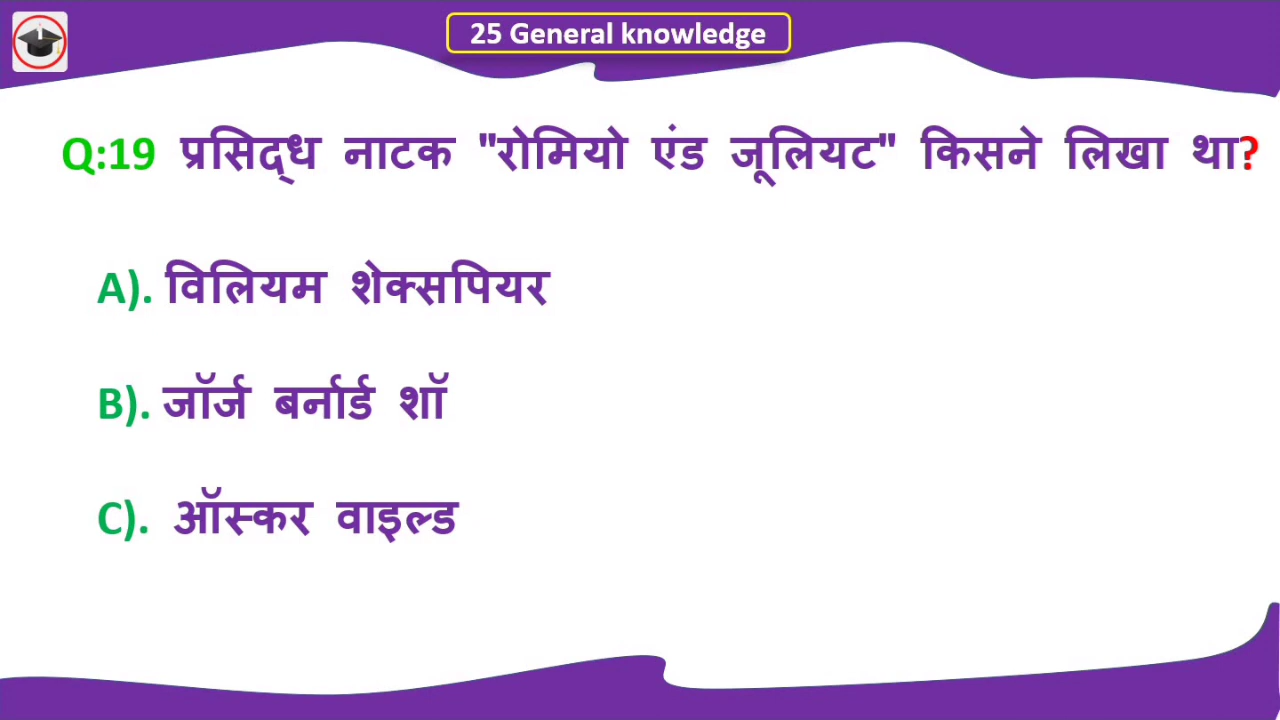 25 General knowledge
Q:19 प्रसिद्ध नाटक "रोमियो एंड जूलियट" किसने लिखा था?
A). विलियम शेक्सपियर
B). जॉर्ज बर्नार्ड शॉ
C). ऑस्कर वाइल्ड